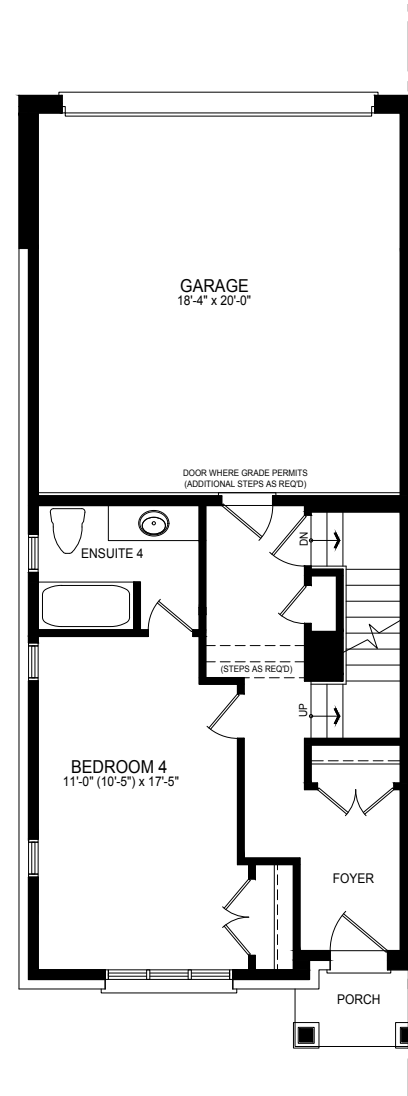 GARAGE
18'-4" x 20'-0"
DOOR WHERE GRADE PERMITS
(ADDITIONAL STEPS AS REQ'D)
DN
ENSUITE 4
(STEPS AS REQ'D)
UP
BEDROOM 4
11'-0" (10'-5") x 17'-5"
FOYER
PORCH